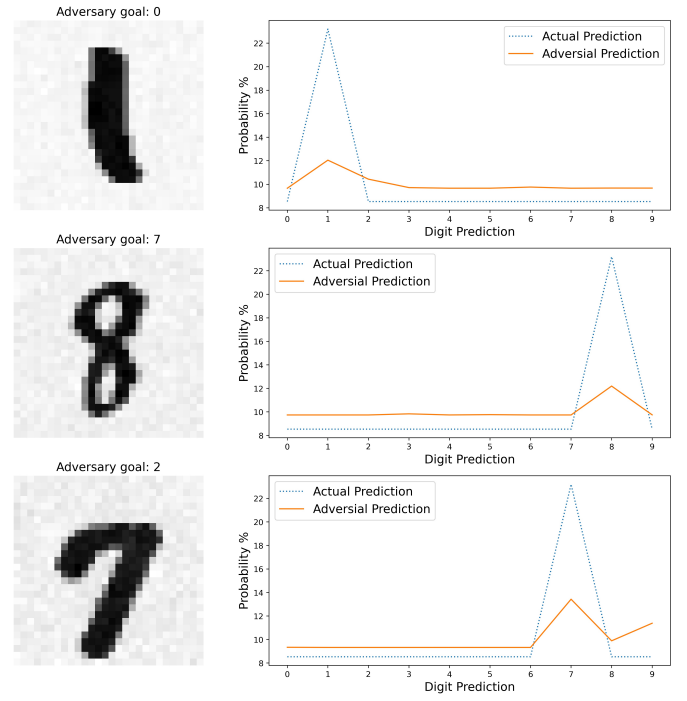 Adversary goal: 0
1
Probability %
22
20
18
16
14
12
10
8
Actual Prediction
Adversial Prediction
0 1 2 3 4 5 6 7 8 9
Digit Prediction
Adversary goal: 7
8
Probability %
22
20
18
16
14
12
10
8
Actual Prediction
Adversial Prediction
0 1 2 3 4 5 6 7 8 9
Digit Prediction
Adversary goal: 2
7
Probability %
22
20
18
16
14
12
10
8
Actual Prediction
Adversial Prediction
0 1 2 3 4 5 6 7 8 9
Digit Prediction